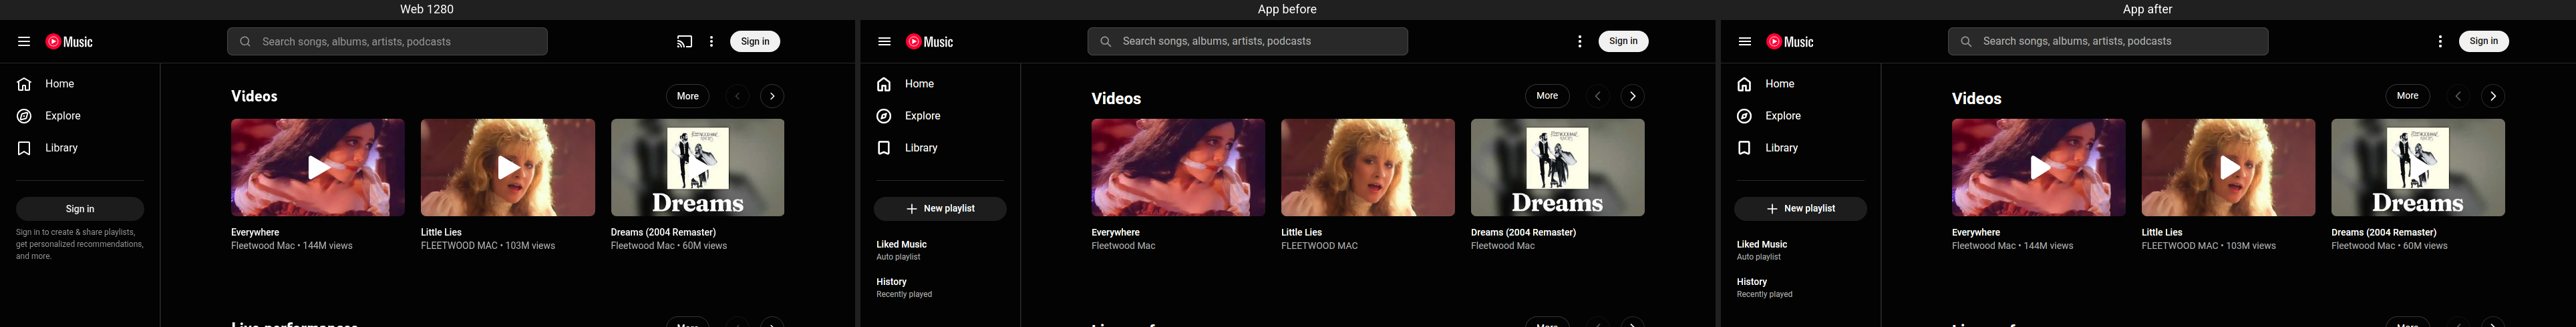 Web 1280
Music
Search songs, albums, artists, podcasts
Sign in
Home
Explore
Library
Sign in
Sign in to create & share playlists,
get personalized recommendations,
and more.
Videos
More
Dreams
Everywhere
Fleetwood Mac • 144M views
Little Lies
FLEETWOOD MAC • 103M views
Dreams (2004 Remaster)
Fleetwood Mac • 60M views
Live performances
More
App before
Music
Search songs, albums, artists, podcasts
Sign in
Home
Explore
Library
New playlist
Liked Music
Auto playlist
History
Recently played
Videos
More
Dreams
Everywhere
Fleetwood Mac
Little Lies
FLEETWOOD MAC
Dreams (2004 Remaster)
Fleetwood Mac
More
App after
Music
Search songs, albums, artists, podcasts
Sign in
Home
Explore
Library
New playlist
Liked Music
Auto playlist
History
Recently played
Videos
More
Dreams
Everywhere
Fleetwood Mac • 144M views
Little Lies
FLEETWOOD MAC • 103M views
Dreams (2004 Remaster)
Fleetwood Mac • 60M views
More